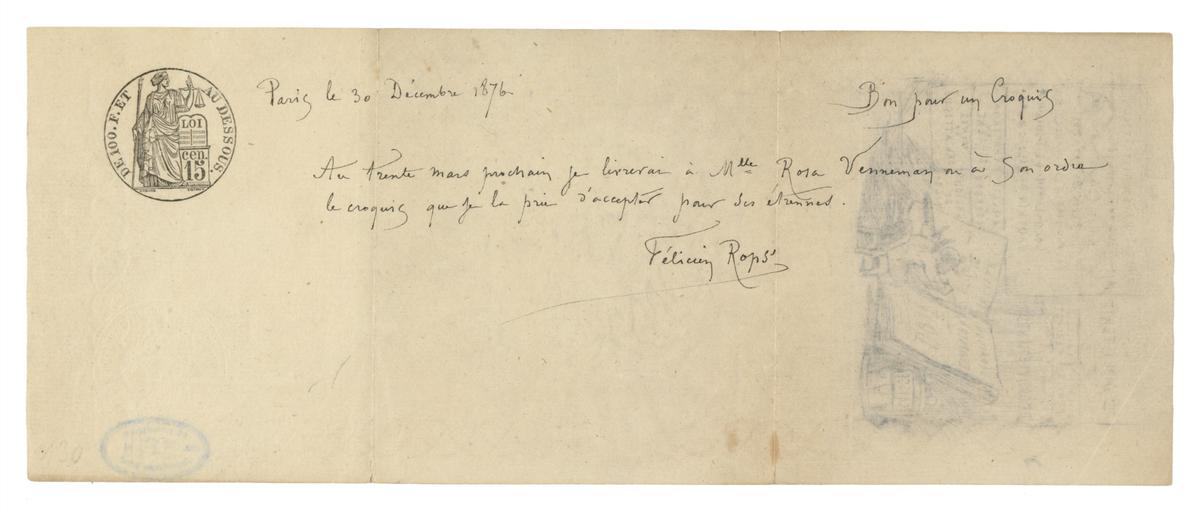 DE 100. F. ET AU DESSOUS.
LOI
cen.
15
Paris le 30 Décembre 1876.
Bon pour un Croquis
Au trente mars prochain je livrerai à Mlle Rosa Venneman ou à son ordre
le croquis que je la prie d'accepter pour ses étrennes.
Félicien Rops
130